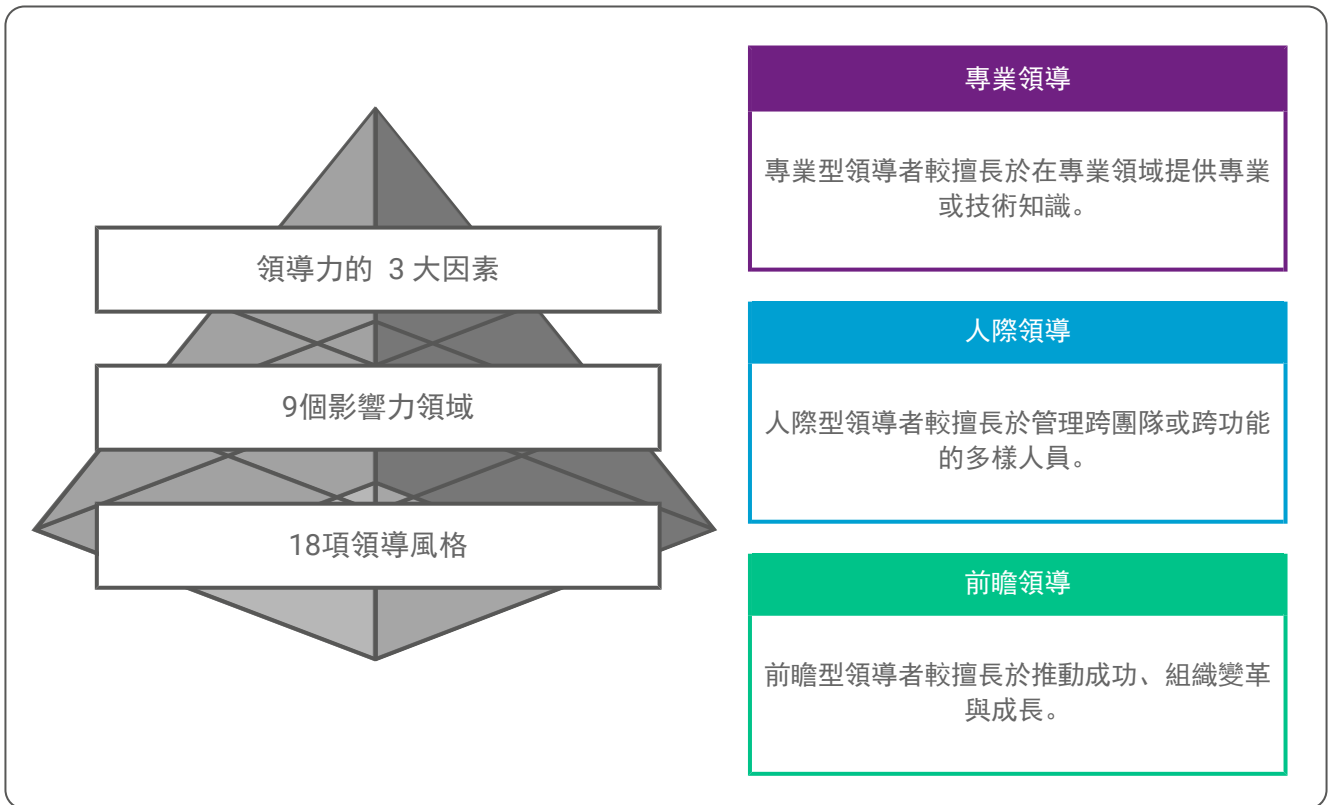 領導力的 3 大因素
9個影響力領域
18項領導風格
專業領導
專業型領導者較擅長於在專業領域提供專業
或技術知識。
人際領導
人際型領導者較擅長於管理跨團隊或跨功能
的多樣人員。
前瞻領導
前瞻型領導者較擅長於推動成功、組織變革
與成長。